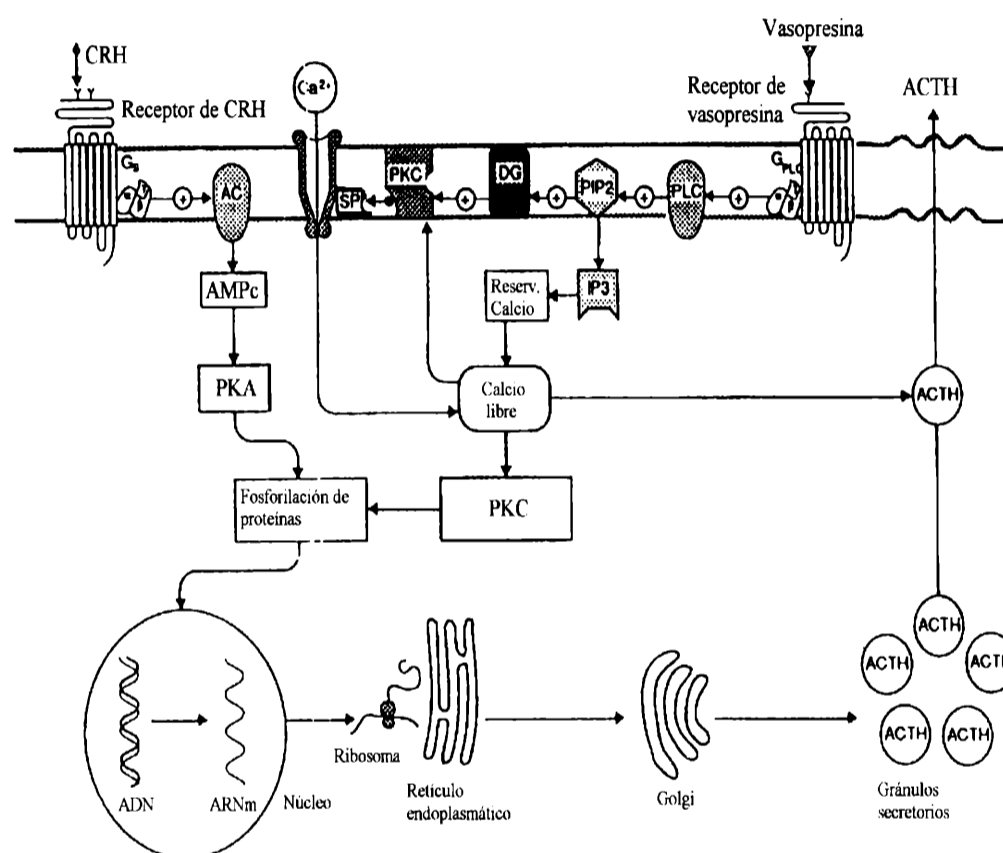 Vasopresina
CRH
Ca²⁺
Receptor de CRH
Receptor de
vasopresina
ACTH
Gs
AC
SP
PKC
DG
PIP2
PLC
GPLC
AMPc
Reserv.
Calcio
IP3
PKA
Calcio
libre
ACTH
Fosforilación de
proteínas
PKC
ACTH
ACTH
ACTH
ACTH
ACTH
ADN
ARNm
Núcleo
Ribosoma
Retículo
endoplasmático
Golgi
Gránulos
secretorios